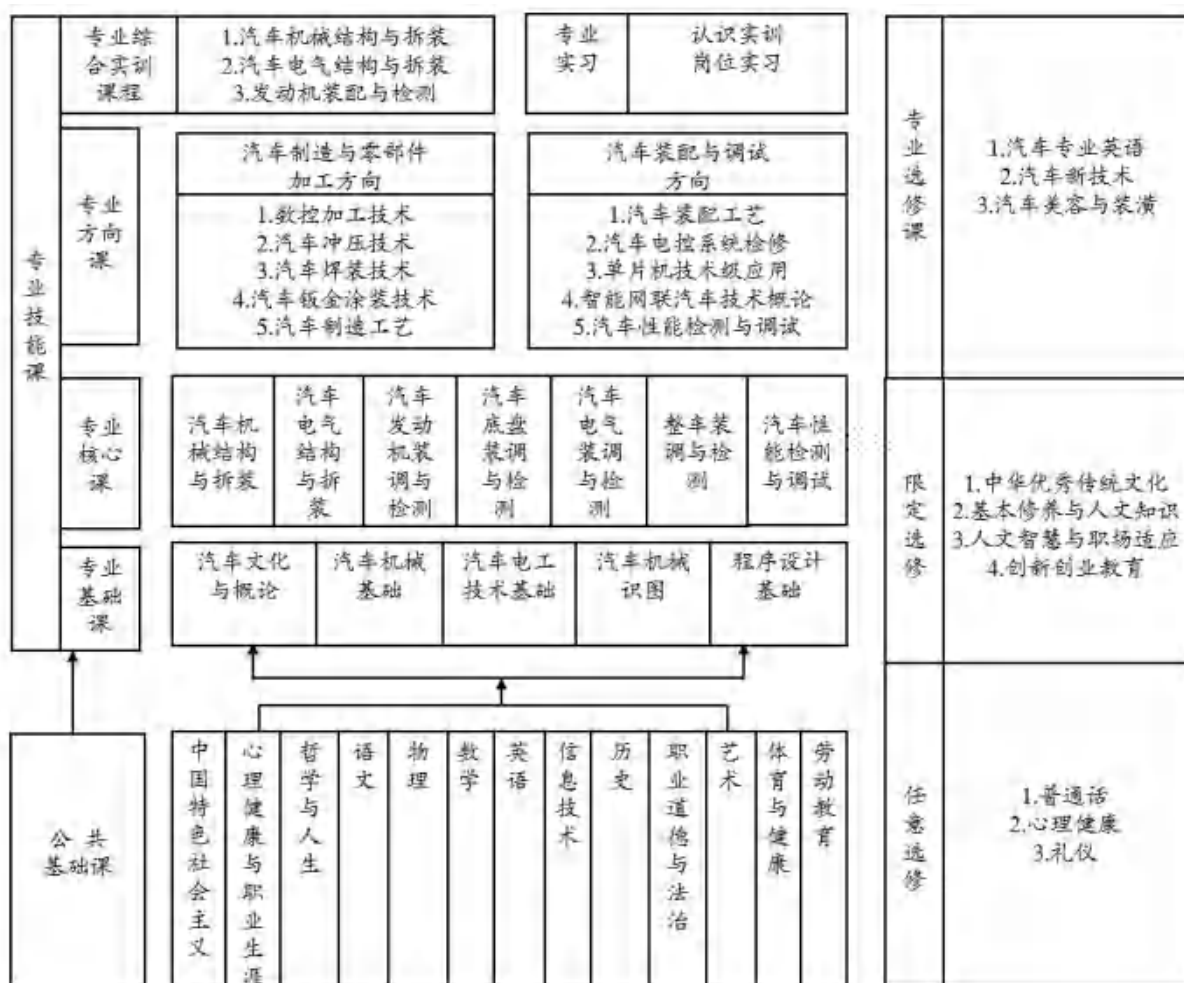 专业技能课
专业综
合实训
课程
1.汽车机械结构与拆装
2.汽车电气结构与拆装
3.发动机装配与检测
专业
实习
认识实训
岗位实习
专业
方向
课
汽车制造与零部件
加工方向
1.数控加工技术
2.汽车冲压技术
3.汽车焊装技术
4.汽车钣金涂装技术
5.汽车制造工艺
汽车装配与调试
方向
1.汽车装配工艺
2.汽车电控系统检修
3.单片机技术级应用
4.智能网联汽车技术概论
5.汽车性能检测与调试
专业
核心
课
汽车机
械结构
与拆装
汽车
电气
结构
与拆
装
汽车
发动
机装
调与
检测
汽车
底盘
装调
与检
测
汽车
电气
装调
与检
测
整车装
调与检
测
汽车性
能检测
与调试
专业
基础
课
汽车文化
与概论
汽车机械
基础
汽车电工
技术基础
汽车机械
识图
程序设计
基础
公共
基础课
中国特色社会主义
心理健康与职业生涯
哲学与人生
语文
物理
数学
英语
信息技术
历史
职业道德与法治
艺术
体育与健康
劳动教育
专业选修课
1.汽车专业英语
2.汽车新技术
3.汽车美容与装潢
限定选修
1.中华优秀传统文化
2.基本修养与人文知识
3.人文智慧与职场适应
4.创新创业教育
任意选修
1.普通话
2.心理健康
3.礼仪